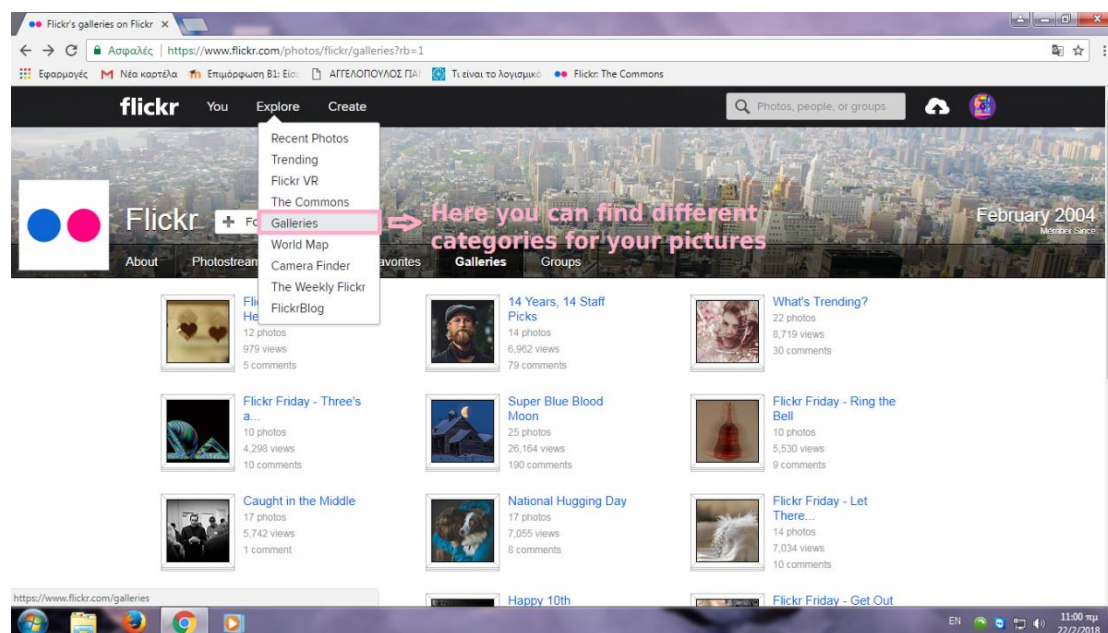 Flickr's galleries on Flickr
Ασφαλές | https://www.flickr.com/photos/flickr/galleries?rb=1
Εφαρμογές Νέα καρτέλα Επιμόρφωση Β1: Είσ ΑΓΓΕΛΟΠΟΥΛΟΣ ΠΑ Τι είναι το λογισμικό Flickr: The Commons
flickr You Explore Create Photos, people, or groups
Recent Photos
Trending
Flickr VR
The Commons
Galleries
World Map
Camera Finder
The Weekly Flickr
FlickrBlog
Here you can find different
categories for your pictures
Flickr + Fo
February 2004
Member Since
About Photostream avorites Galleries Groups
Fli
He
12 photos
979 views
5 comments
14 Years, 14 Staff
Picks
14 photos
6,962 views
79 comments
What's Trending?
22 photos
8,719 views
30 comments
Flickr Friday - Three's
a...
10 photos
4,298 views
10 comments
Super Blue Blood
Moon
25 photos
26,164 views
190 comments
Flickr Friday - Ring the
Bell
10 photos
5,530 views
9 comments
Caught in the Middle
17 photos
5,742 views
1 comment
National Hugging Day
17 photos
7,055 views
8 comments
Flickr Friday - Let
There...
14 photos
7,034 views
10 comments
Happy 10th
Flickr Friday - Get Out
https://www.flickr.com/galleries
EN 11:00 πμ
22/2/2018